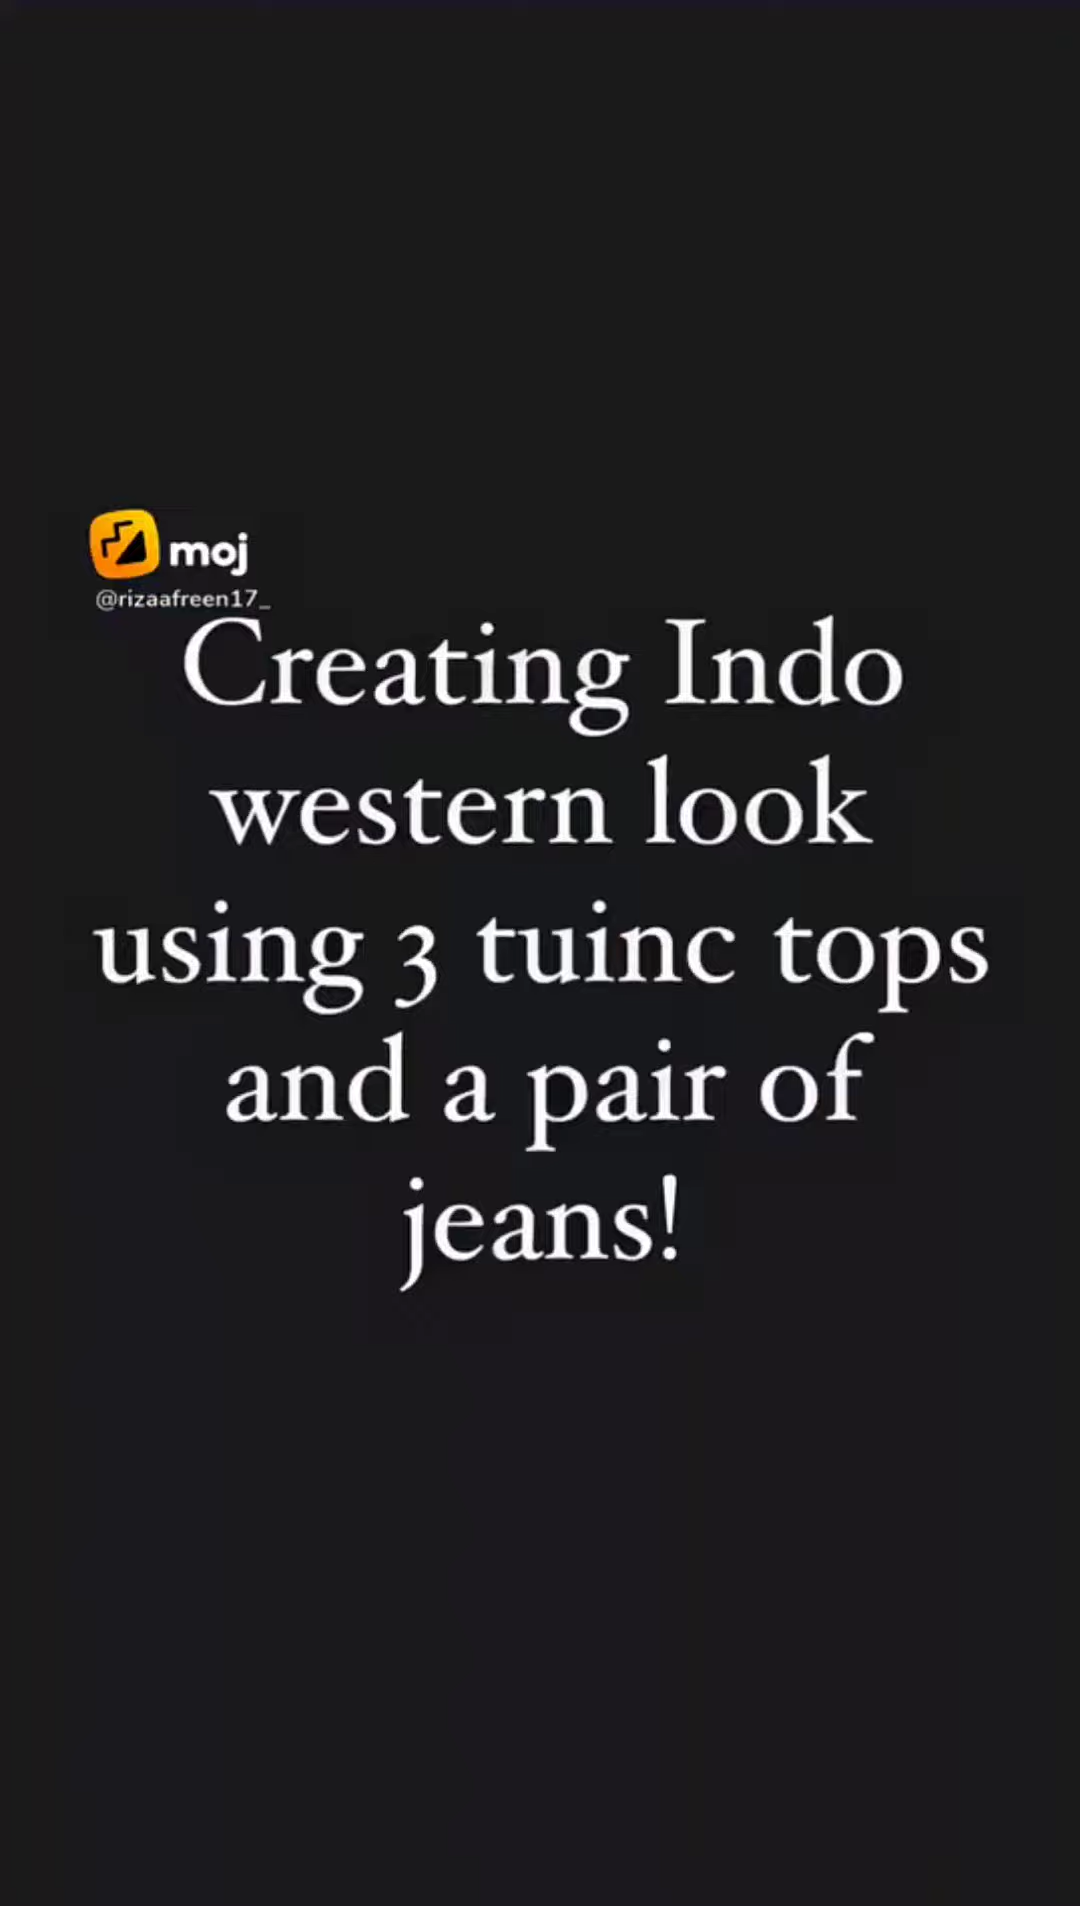 moj
@rizaafreen17_
Creating Indo
western look
using 3 tuinc tops
and a pair of
jeans!